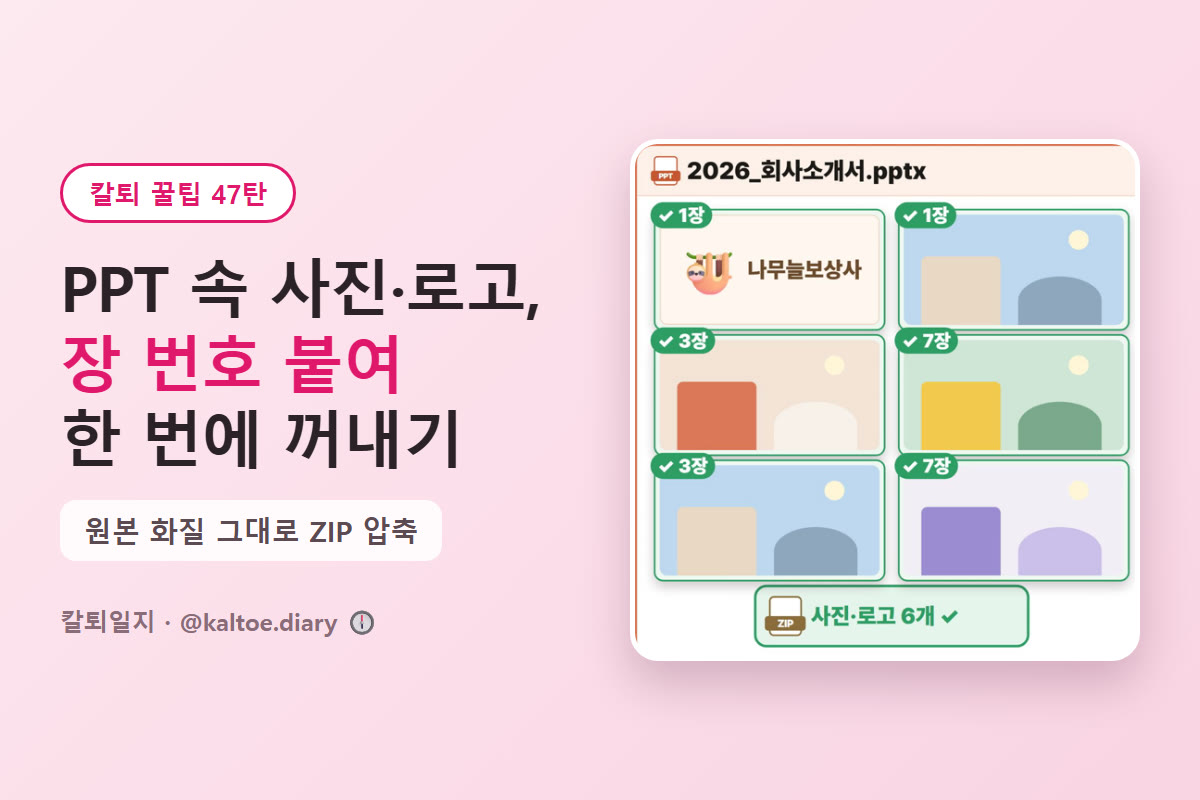 칼퇴 꿀팁 47탄
PPT 속 사진·로고,
장 번호 붙여
한 번에 꺼내기
원본 화질 그대로 ZIP 압축
칼퇴일지 · @kaltoe.diary
PPT 2026_회사소개서.pptx
1장
1장
나무늘보상사
3장
7장
3장
7장
ZIP 사진·로고 6개